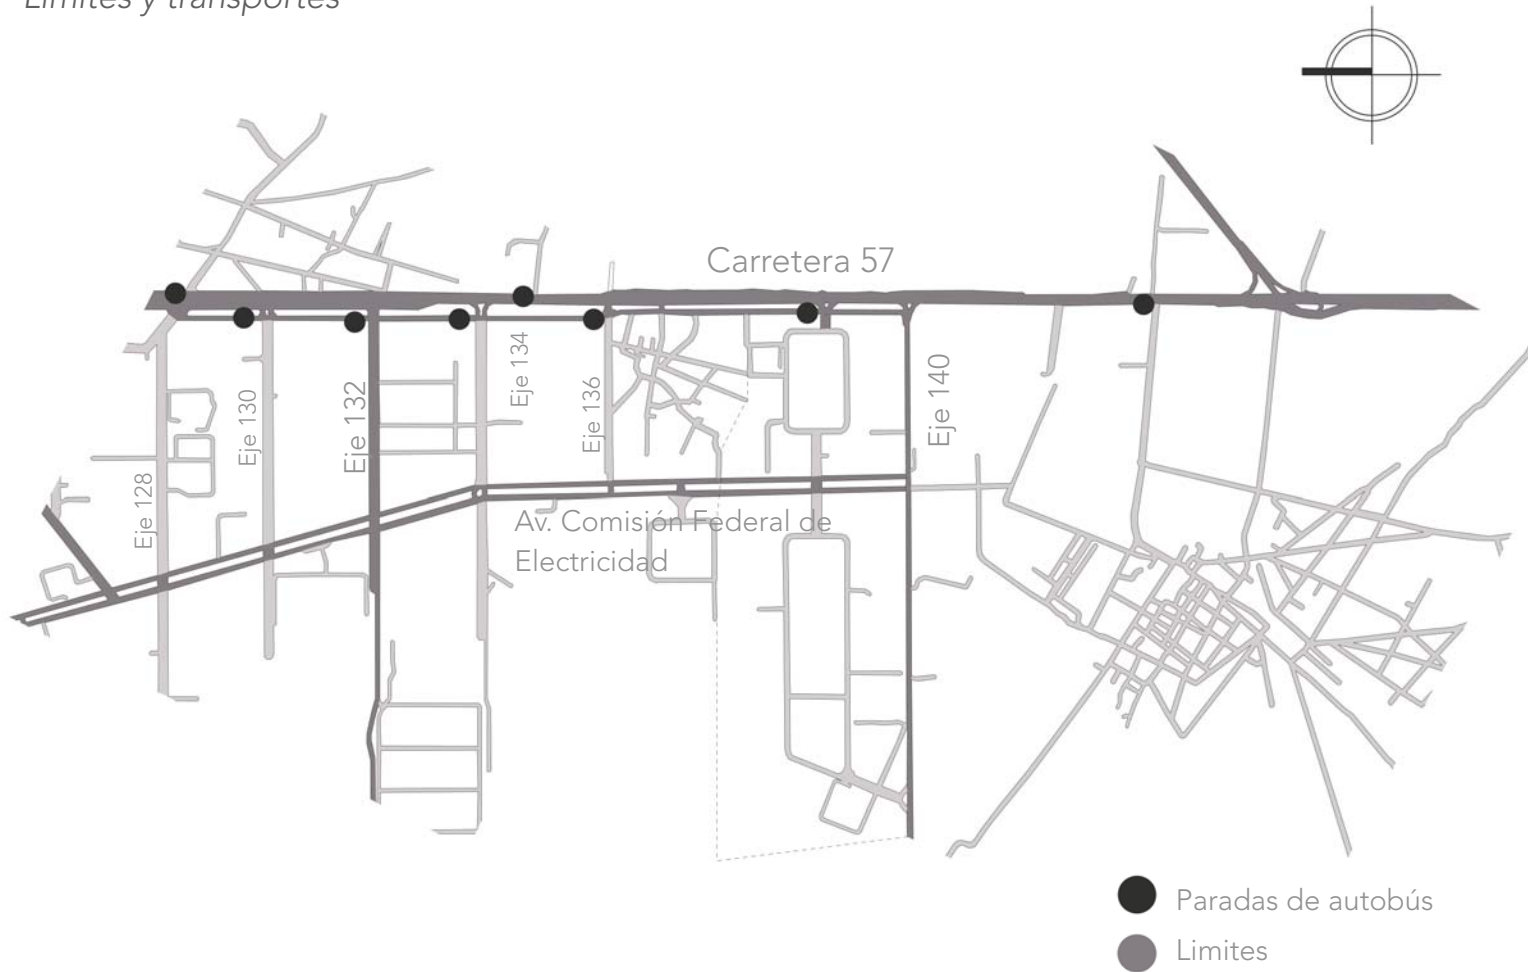 Limites y transportes
Carretera 57
Eje 128
Eje 130
Eje 132
Eje 134
Eje 136
Eje 140
Av. Comisión Federal de
Electricidad
Paradas de autobús
Limites